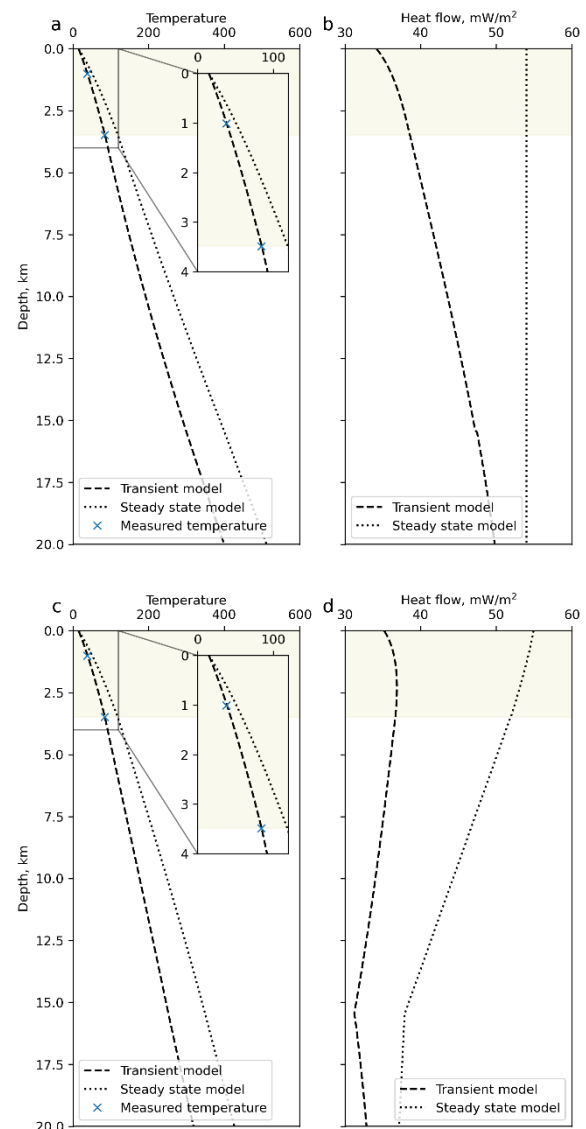 a
Temperature
0 200 400 600
0.0
2.5
5.0
7.5
10.0
12.5
15.0
17.5
20.0
Depth, km
0 100
0
1
2
3
4
Transient model
Steady state model
Measured temperature
b
Heat flow, mW/m²
30 40 50 60
Transient model
Steady state model
c
Temperature
0 200 400 600
0.0
2.5
5.0
7.5
10.0
12.5
15.0
17.5
20.0
Depth, km
0 100
0
1
2
3
4
Transient model
Steady state model
Measured temperature
d
Heat flow, mW/m²
30 40 50 60
Transient model
Steady state model